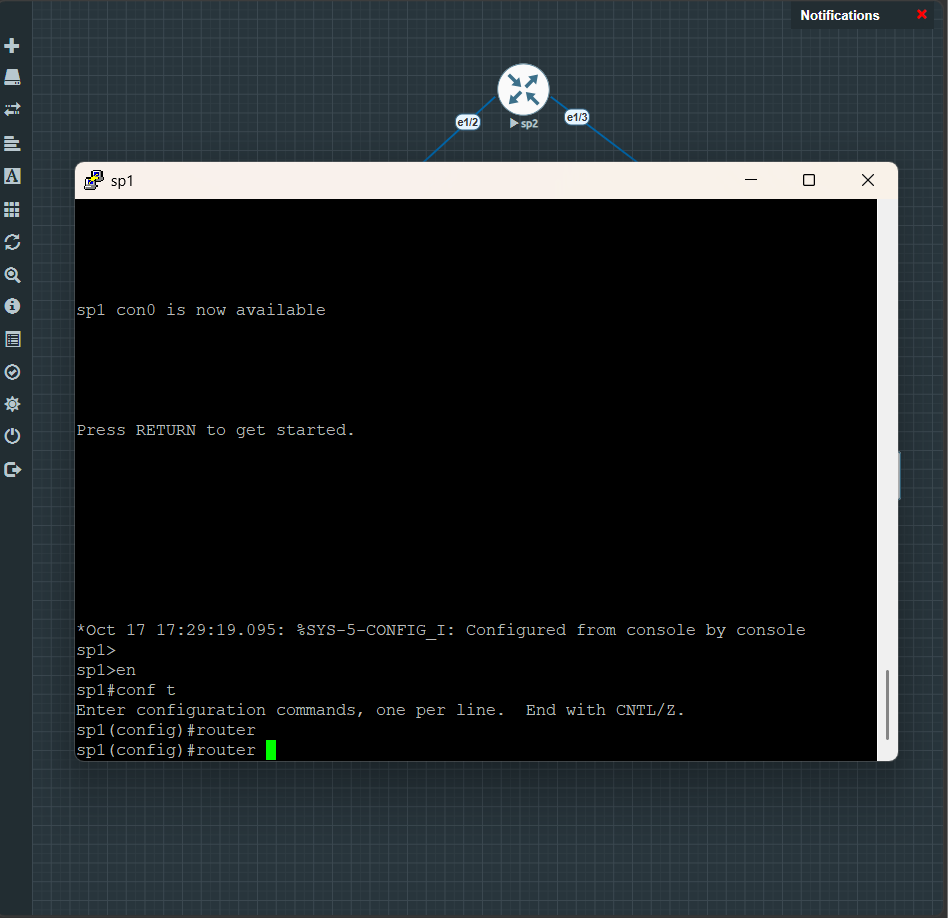 Notifications
e1/2
e1/3
sp2
sp1
sp1 con0 is now available
Press RETURN to get started.
*Oct 17 17:29:19.095: %SYS-5-CONFIG_I: Configured from console by console
sp1>
sp1>en
sp1#conf t
Enter configuration commands, one per line.  End with CNTL/Z.
sp1(config)#router
sp1(config)#router